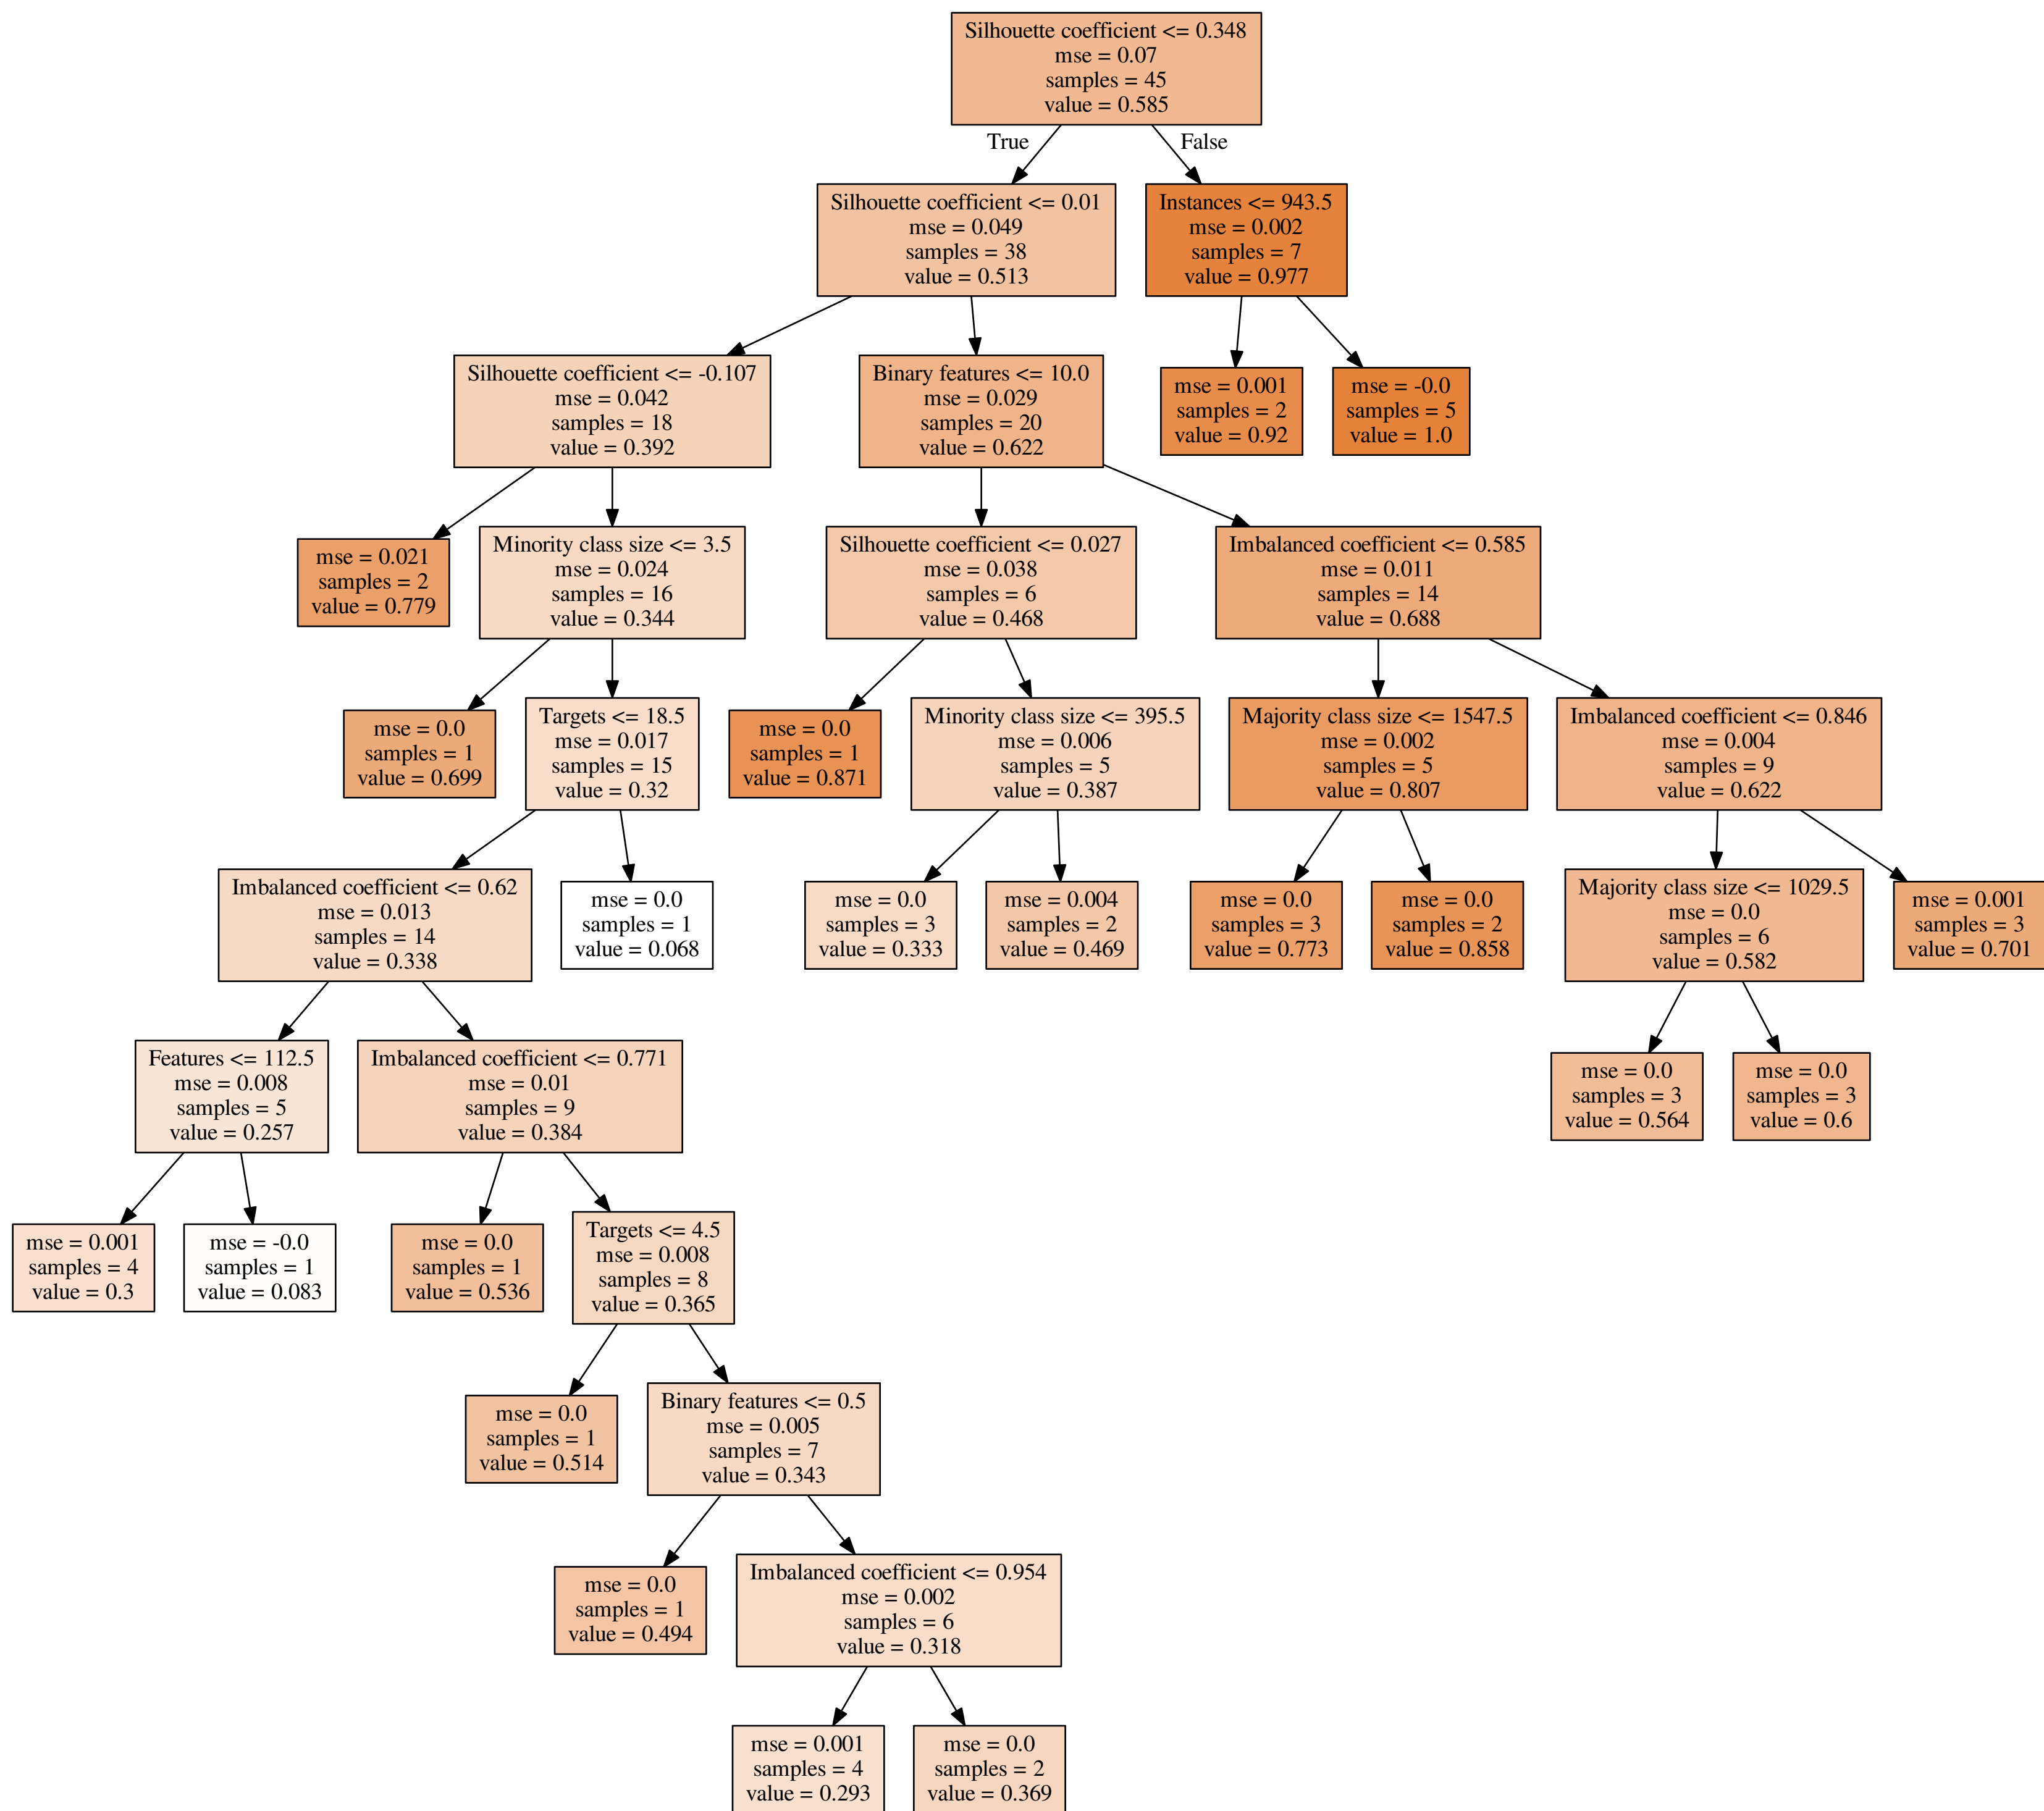 Silhouette coefficient <= 0.348
mse = 0.07
samples = 45
value = 0.585
True
False
Silhouette coefficient <= 0.01
mse = 0.049
samples = 38
value = 0.513
Instances <= 943.5
mse = 0.002
samples = 7
value = 0.977
Silhouette coefficient <= -0.107
mse = 0.042
samples = 18
value = 0.392
Binary features <= 10.0
mse = 0.029
samples = 20
value = 0.622
mse = 0.001
samples = 2
value = 0.92
mse = -0.0
samples = 5
value = 1.0
mse = 0.021
samples = 2
value = 0.779
Minority class size <= 3.5
mse = 0.024
samples = 16
value = 0.344
Silhouette coefficient <= 0.027
mse = 0.038
samples = 6
value = 0.468
Imbalanced coefficient <= 0.585
mse = 0.011
samples = 14
value = 0.688
mse = 0.0
samples = 1
value = 0.699
Targets <= 18.5
mse = 0.017
samples = 15
value = 0.32
mse = 0.0
samples = 1
value = 0.871
Minority class size <= 395.5
mse = 0.006
samples = 5
value = 0.387
Majority class size <= 1547.5
mse = 0.002
samples = 5
value = 0.807
Imbalanced coefficient <= 0.846
mse = 0.004
samples = 9
value = 0.622
Imbalanced coefficient <= 0.62
mse = 0.013
samples = 14
value = 0.338
mse = 0.0
samples = 1
value = 0.068
mse = 0.0
samples = 3
value = 0.333
mse = 0.004
samples = 2
value = 0.469
mse = 0.0
samples = 3
value = 0.773
mse = 0.0
samples = 2
value = 0.858
Majority class size <= 1029.5
mse = 0.0
samples = 6
value = 0.582
mse = 0.001
samples = 3
value = 0.701
Features <= 112.5
mse = 0.008
samples = 5
value = 0.257
Imbalanced coefficient <= 0.771
mse = 0.01
samples = 9
value = 0.384
mse = 0.0
samples = 3
value = 0.564
mse = 0.0
samples = 3
value = 0.6
mse = 0.001
samples = 4
value = 0.3
mse = -0.0
samples = 1
value = 0.083
mse = 0.0
samples = 1
value = 0.536
Targets <= 4.5
mse = 0.008
samples = 8
value = 0.365
mse = 0.0
samples = 1
value = 0.514
Binary features <= 0.5
mse = 0.005
samples = 7
value = 0.343
mse = 0.0
samples = 1
value = 0.494
Imbalanced coefficient <= 0.954
mse = 0.002
samples = 6
value = 0.318
mse = 0.001
samples = 4
value = 0.293
mse = 0.0
samples = 2
value = 0.369